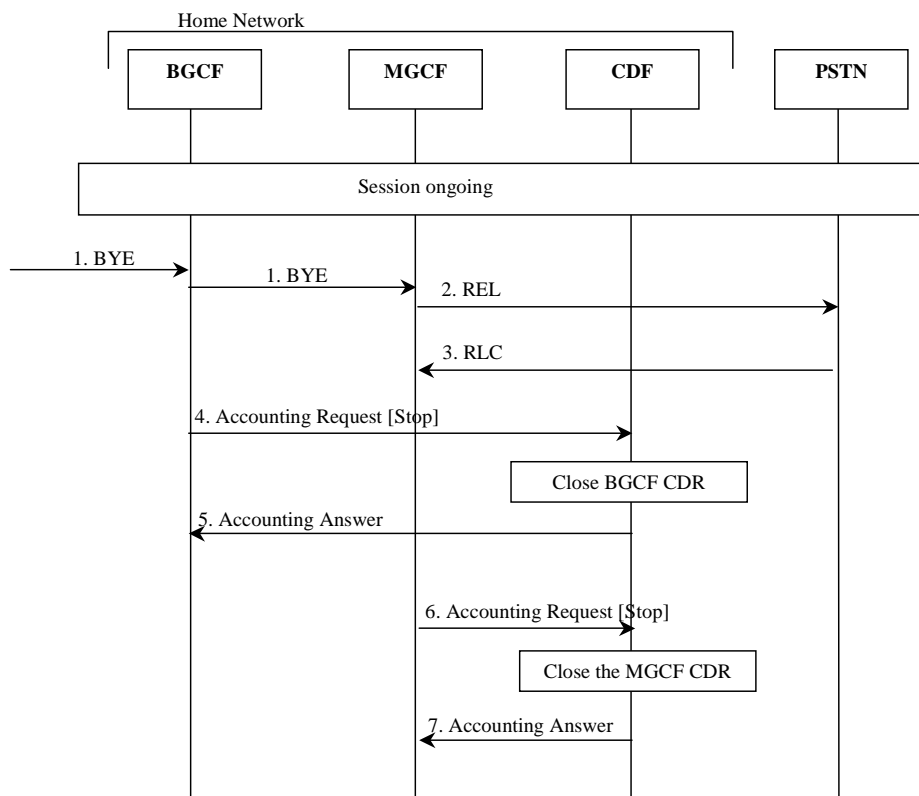 Home Network
BGCF
MGCF
CDF
PSTN
Session ongoing
1. BYE
1. BYE
2. REL
3. RLC
4. Accounting Request [Stop]
Close BGCF CDR
5. Accounting Answer
6. Accounting Request [Stop]
Close the MGCF CDR
7. Accounting Answer